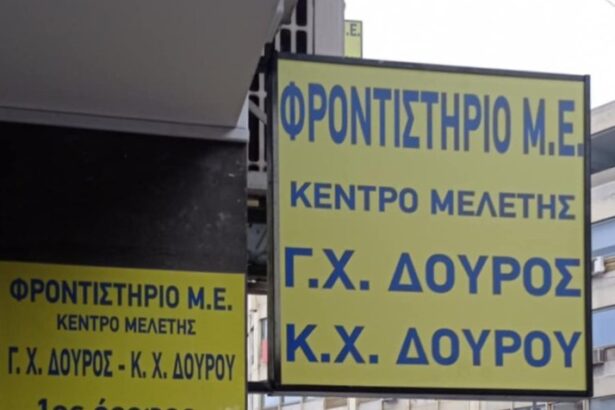 ΦΡΟΝΤΙΣΤΗΡΙΟ Μ.Ε.
ΚΕΝΤΡΟ ΜΕΛΕΤΗΣ
Γ.Χ. ΔΟΥΡΟΣ
Κ.Χ. ΔΟΥΡΟΥ
ΦΡΟΝΤΙΣΤΗΡΙΟ Μ.Ε.
ΚΕΝΤΡΟ ΜΕΛΕΤΗΣ
Γ. Χ. ΔΟΥΡΟΣ - Κ. Χ. ΔΟΥΡΟΥ